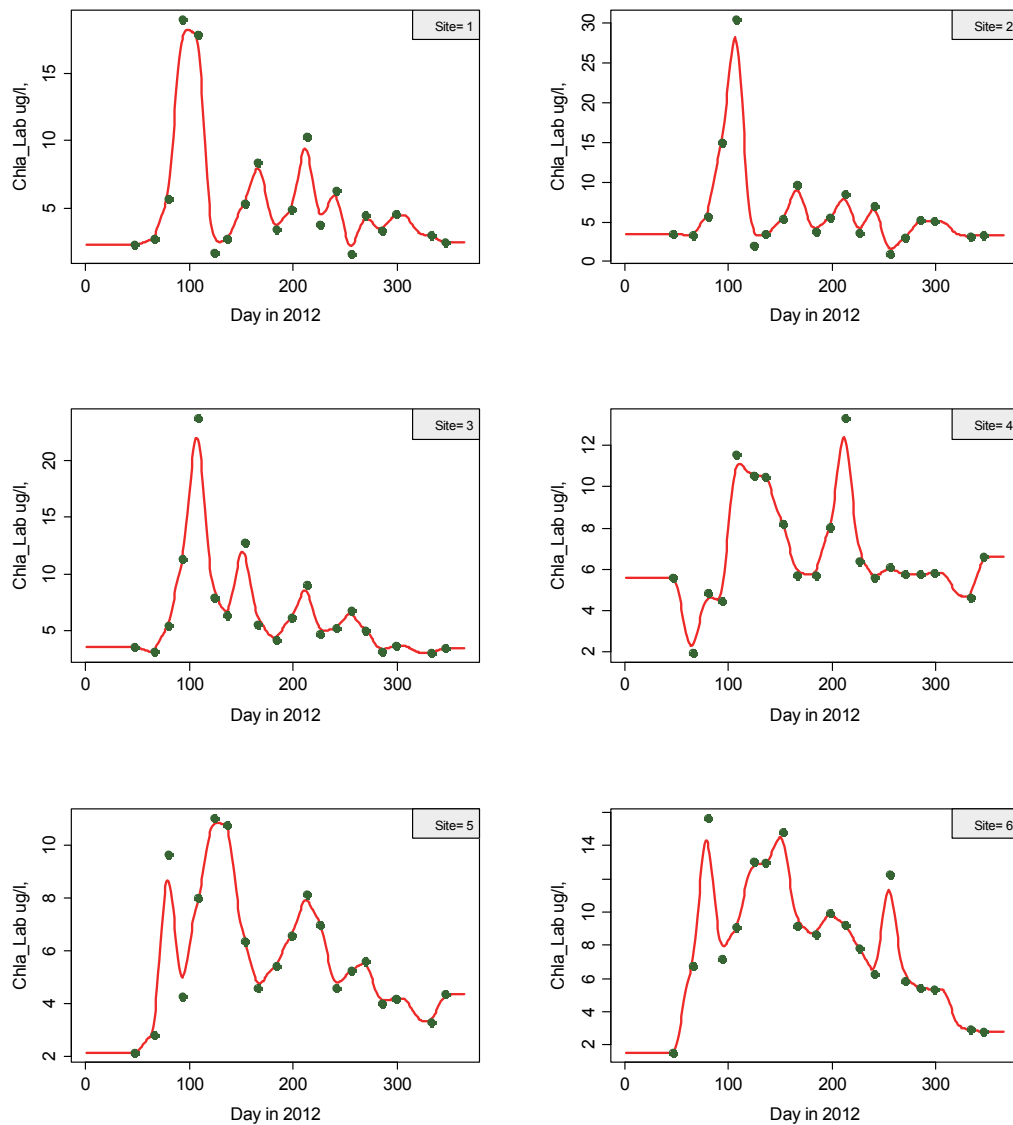 Site= 1
15
10
5
Chla_Lab ug/l,
0 100 200 300
Day in 2012
Site= 2
30
25
20
15
10
5
0
Chla_Lab ug/l,
0 100 200 300
Day in 2012
Site= 3
20
15
10
5
Chla_Lab ug/l,
0 100 200 300
Day in 2012
Site= 4
12
10
8
6
4
2
Chla_Lab ug/l,
0 100 200 300
Day in 2012
Site= 5
10
8
6
4
2
Chla_Lab ug/l,
0 100 200 300
Day in 2012
Site= 6
14
10
8
6
4
2
Chla_Lab ug/l,
0 100 200 300
Day in 2012